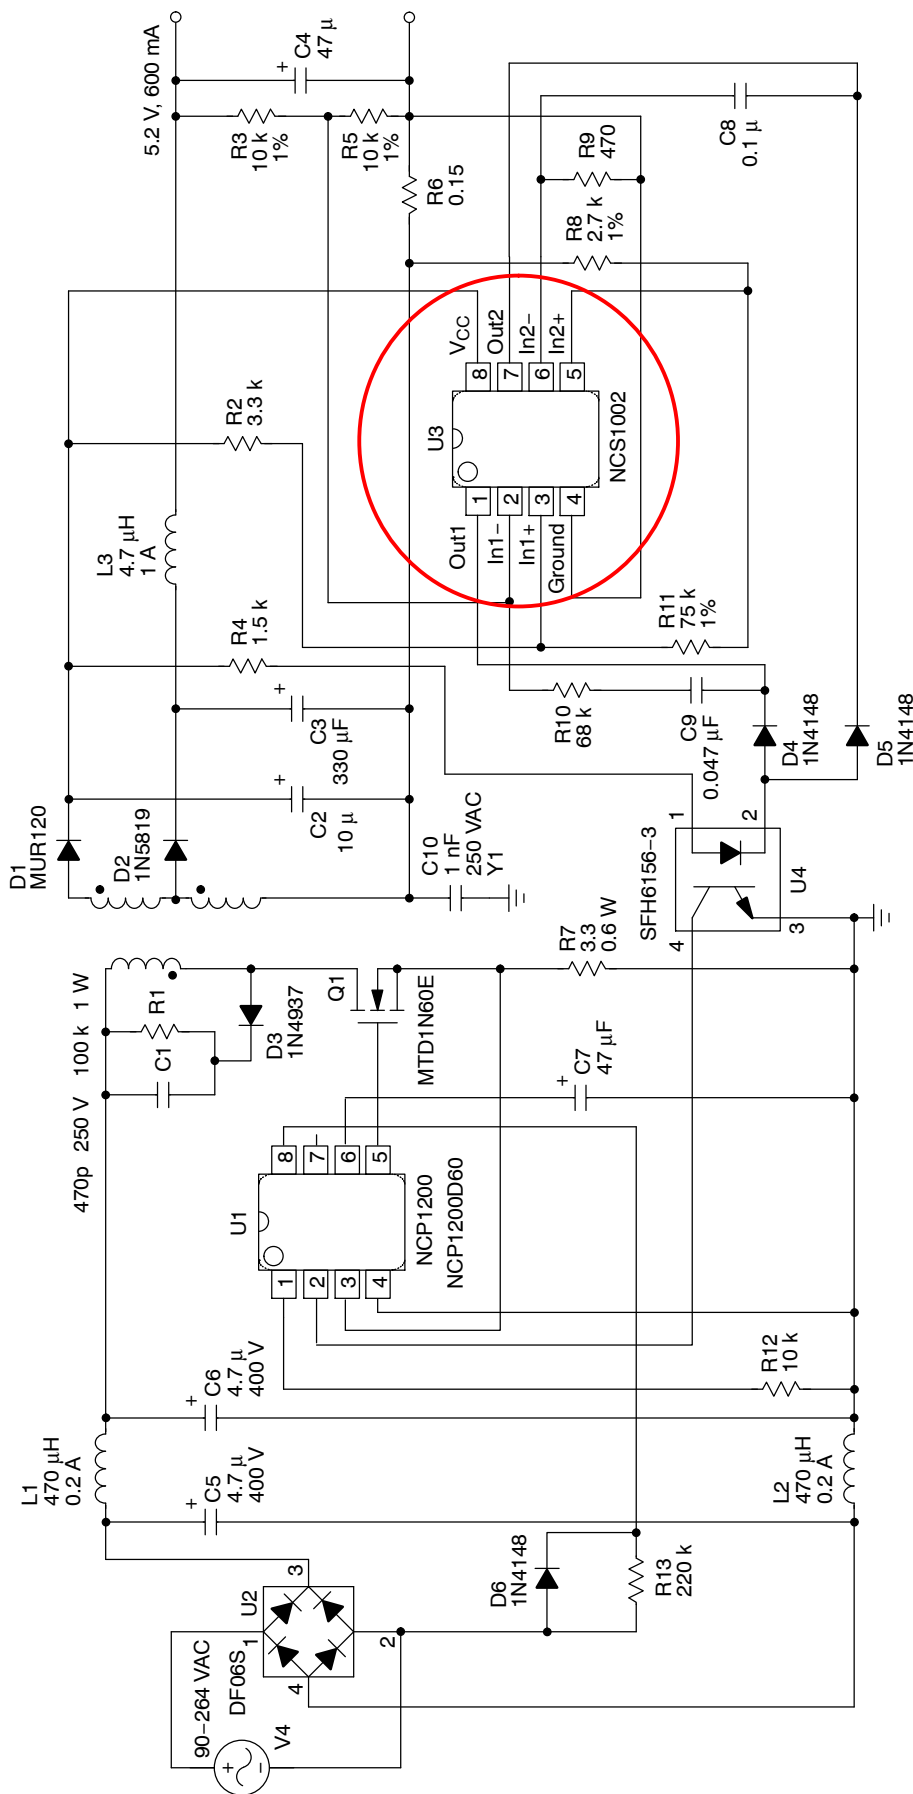 90–264 VAC
V4
+
−
DF06S
U2
1
2
3
4
L1
470 μH
0.2 A
+
C5
4.7 μ
400 V
+
C6
4.7 μ
400 V
L2
470 μH
0.2 A
D6
1N4148
R13
220 k
R12
10 k
U1
1
2
3
4
8
7
6
5
NCP1200
NCP1200D60
470p 250 V
100 k 1 W
C1
R1
D3
1N4937
Q1
MTD1N60E
+
C7
47 μF
R7
3.3
0.6 W
D1
MUR120
D2
1N5819
+
C2
10 μ
+
C3
330 μF
C10
1 nF
250 VAC
Y1
SFH6156–3
U4
4
3
1
2
R4
1.5 k
L3
4.7 μH
1 A
R2
3.3 k
R10
68 k
C9
0.047 μF
D4
1N4148
D5
1N4148
R11
75 k
1%
U3
Out1
In1−
In1+
Ground
1
2
3
4
8
7
6
5
VCC
Out2
In2−
In2+
NCS1002
R8
2.7 k
1%
R9
470
R6
0.15
C8
0.1 μ
R3
10 k
1%
R5
10 k
1%
+
C4
47 μ
5.2 V, 600 mA